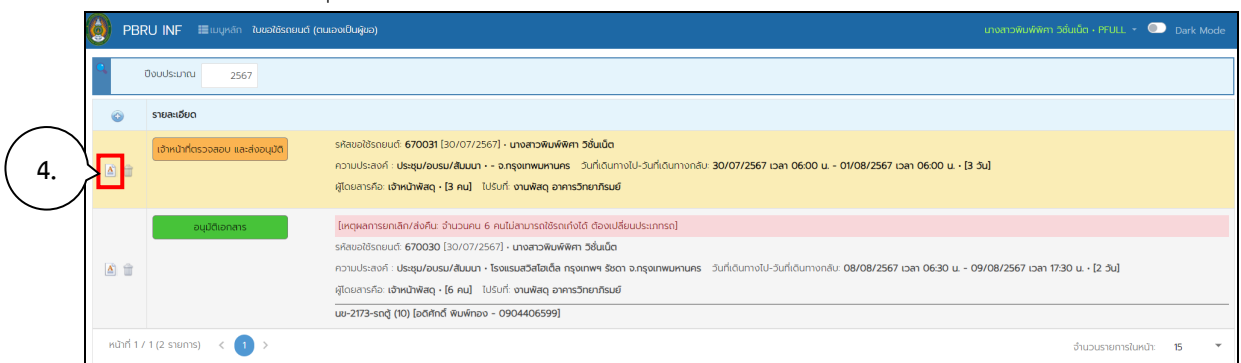 PBRU INF เมนูหลัก ใบขอใช้รถยนต์ (ตนเองเป็นผู้ขอ) นางสาวพิมพ์พิศา วิชั่นเน็ต • PFULL Dark Mode
ปีงบประมาณ 2567
รายละเอียด
4.
เจ้าหน้าที่ตรวจสอบ และส่งอนุมัติ
รหัสขอใช้รถยนต์: 670031 [30/07/2567] • นางสาวพิมพ์พิศา วิชั่นเน็ต
ความประสงค์ : ประชุม/อบรม/สัมมนา • - จ.กรุงเทพมหานคร วันที่เดินทางไป-วันที่เดินทางกลับ: 30/07/2567 เวลา 06:00 น. - 01/08/2567 เวลา 06:00 น. • [3 วัน]
ผู้โดยสารคือ: เจ้าหน้าพัสดุ • [3 คน] ไปรับที่: งานพัสดุ อาคารวิทยาภิรมย์
อนุมัติเอกสาร
[เหตุผลการยกเลิก/ส่งคืน: จำนวนคน 6 คนไม่สามารถใช้รถเก๋งได้ ต้องเปลี่ยนประเภทรถ]
รหัสขอใช้รถยนต์: 670030 [30/07/2567] • นางสาวพิมพ์พิศา วิชั่นเน็ต
ความประสงค์ : ประชุม/อบรม/สัมมนา • โรงแรมสวิสโฮเต็ล กรุงเทพฯ รัชดา จ.กรุงเทพมหานคร วันที่เดินทางไป-วันที่เดินทางกลับ: 08/08/2567 เวลา 06:30 น. - 09/08/2567 เวลา 17:30 น. • [2 วัน]
ผู้โดยสารคือ: เจ้าหน้าพัสดุ • [6 คน] ไปรับที่: งานพัสดุ อาคารวิทยาภิรมย์
นข-2173-รถตู้ (10) [อดิศักดิ์ พิมพ์ทอง - 0904406599]
หน้าที่ 1 / 1 (2 รายการ) < 1 > จำนวนรายการในหน้า: 15